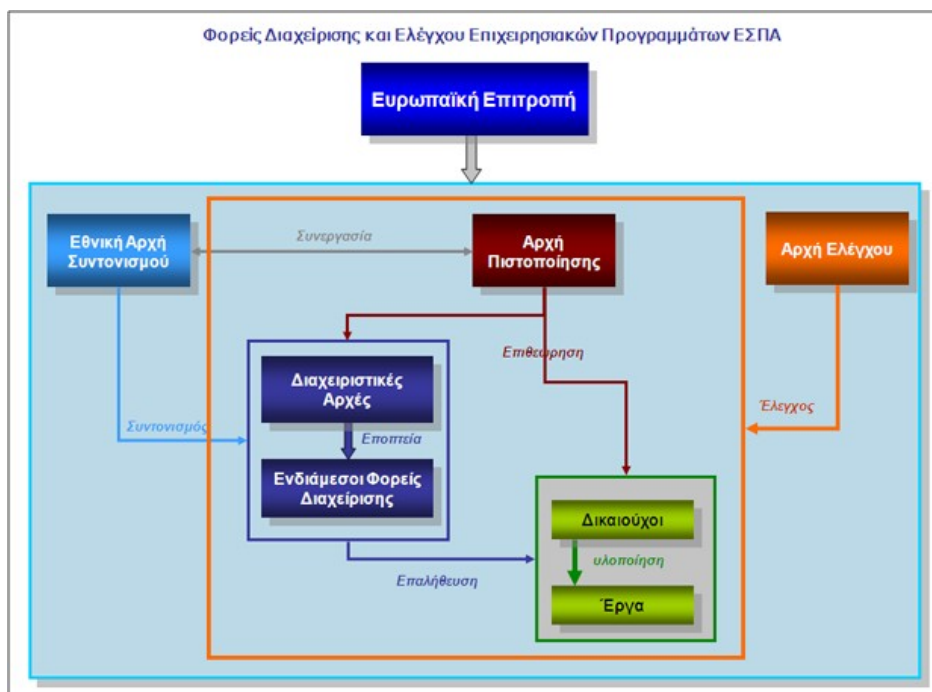 Φορείς Διαχείρισης και Ελέγχου Επιχειρησιακών Προγραμμάτων ΕΣΠΑ
Ευρωπαϊκή Επιτροπή
Εθνική Αρχή
Συντονισμού
Συνεργασία
Αρχή
Πιστοποίησης
Αρχή Ελέγχου
Επιθεώρηση
Διαχειριστικές
Αρχές
Συντονισμός
Εποπτεία
Έλεγχος
Ενδιάμεσοι Φορείς
Διαχείρισης
Δικαιούχοι
υλοποίηση
Επαλήθευση
Έργα